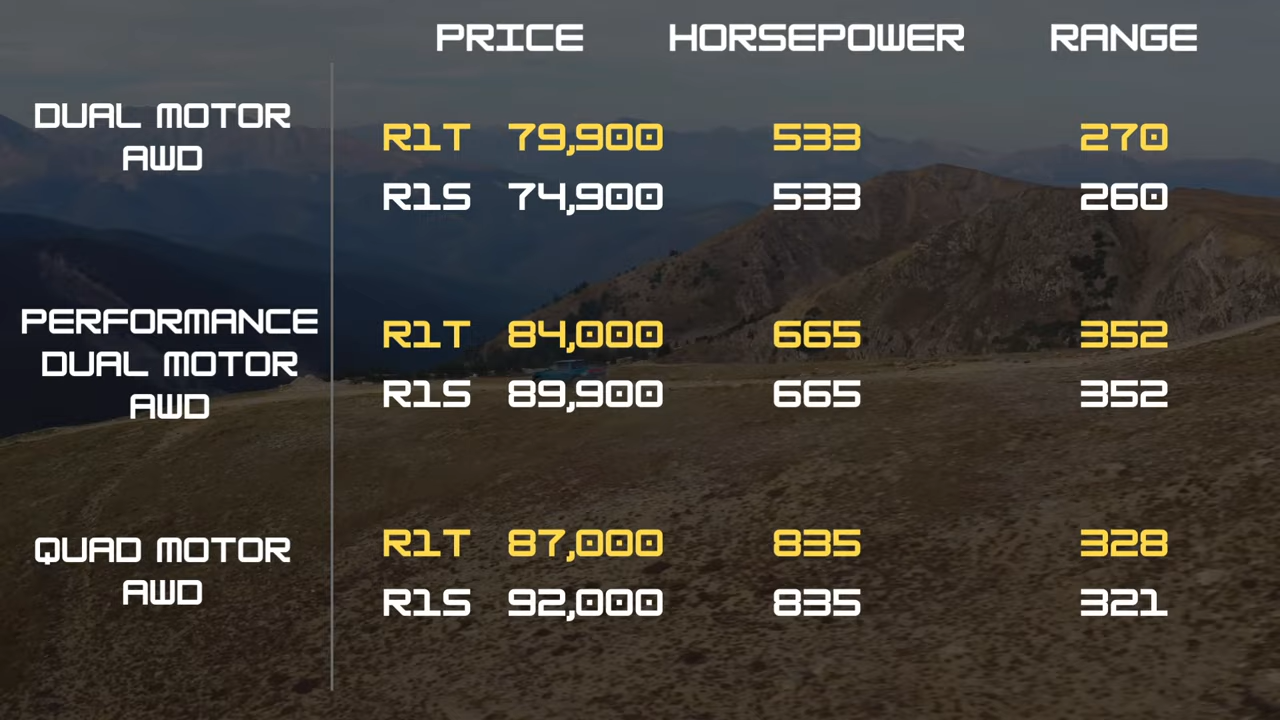 PRICE HORSEPOWER RANGE
DUAL MOTOR
AWD
R1T 79,900 533 270
R1S 74,900 533 260
PERFORMANCE
DUAL MOTOR
AWD
R1T 84,000 665 352
R1S 89,900 665 352
QUAD MOTOR
AWD
R1T 87,000 835 328
R1S 92,000 835 321